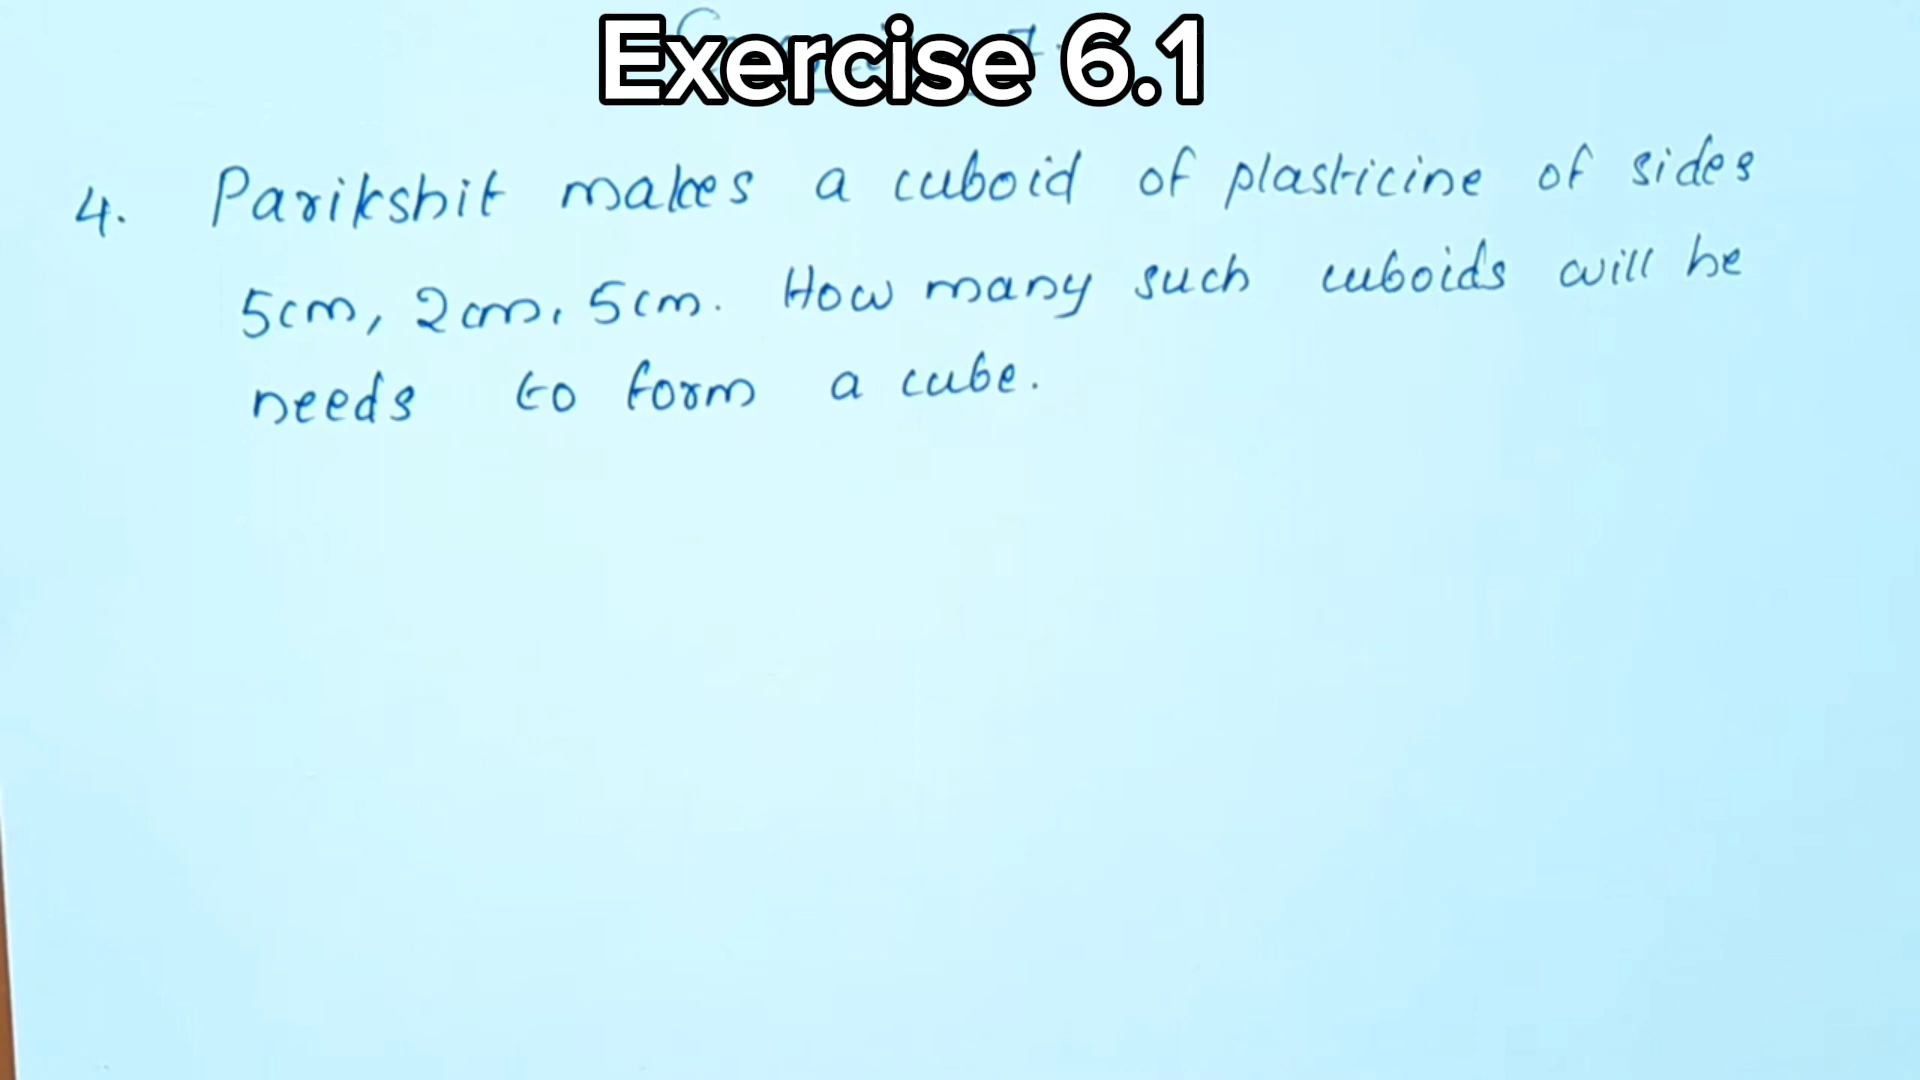 Exercise 6.1
4. Parikshit makes a cuboid of plasticine of sides
5cm, 2cm, 5cm. How many such cuboids will be
needs to form a cube.